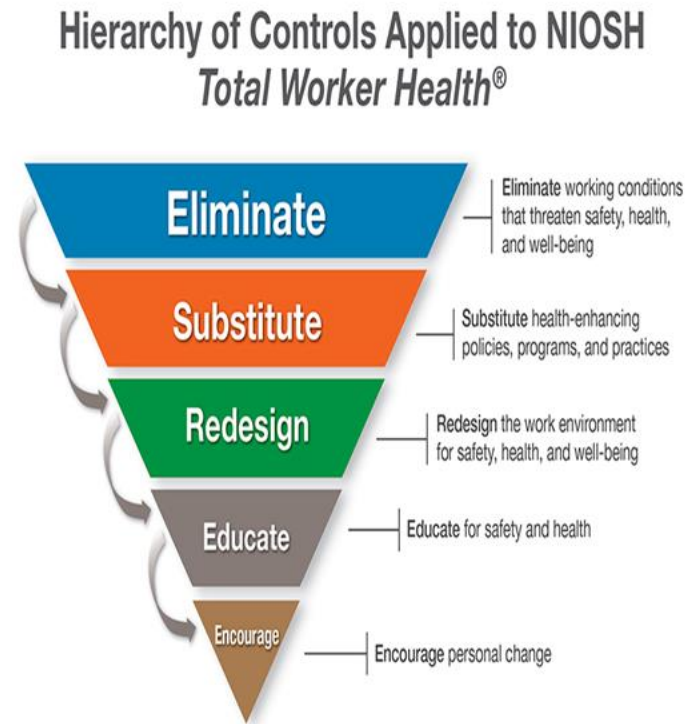 Hierarchy of Controls Applied to NIOSH
Total Worker Health®
Eliminate
Eliminate working conditions
that threaten safety, health,
and well-being
Substitute
Substitute health-enhancing
policies, programs, and practices
Redesign
Redesign the work environment
for safety, health, and well-being
Educate
Educate for safety and health
Encourage
Encourage personal change